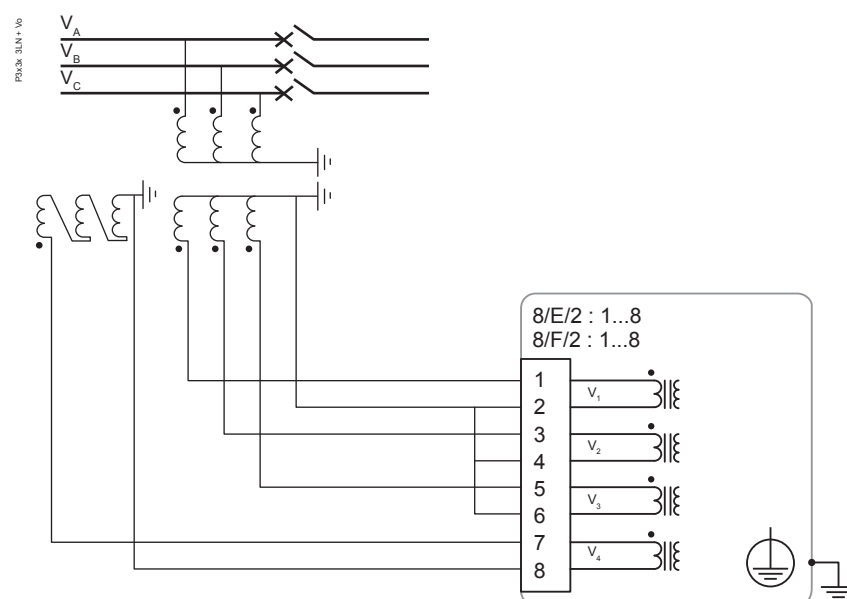 P3x3x 3LN + Vo
VA
VB
VC
8/E/2 : 1...8
8/F/2 : 1...8
1
2
3
4
5
6
7
8
V1
V2
V3
V4